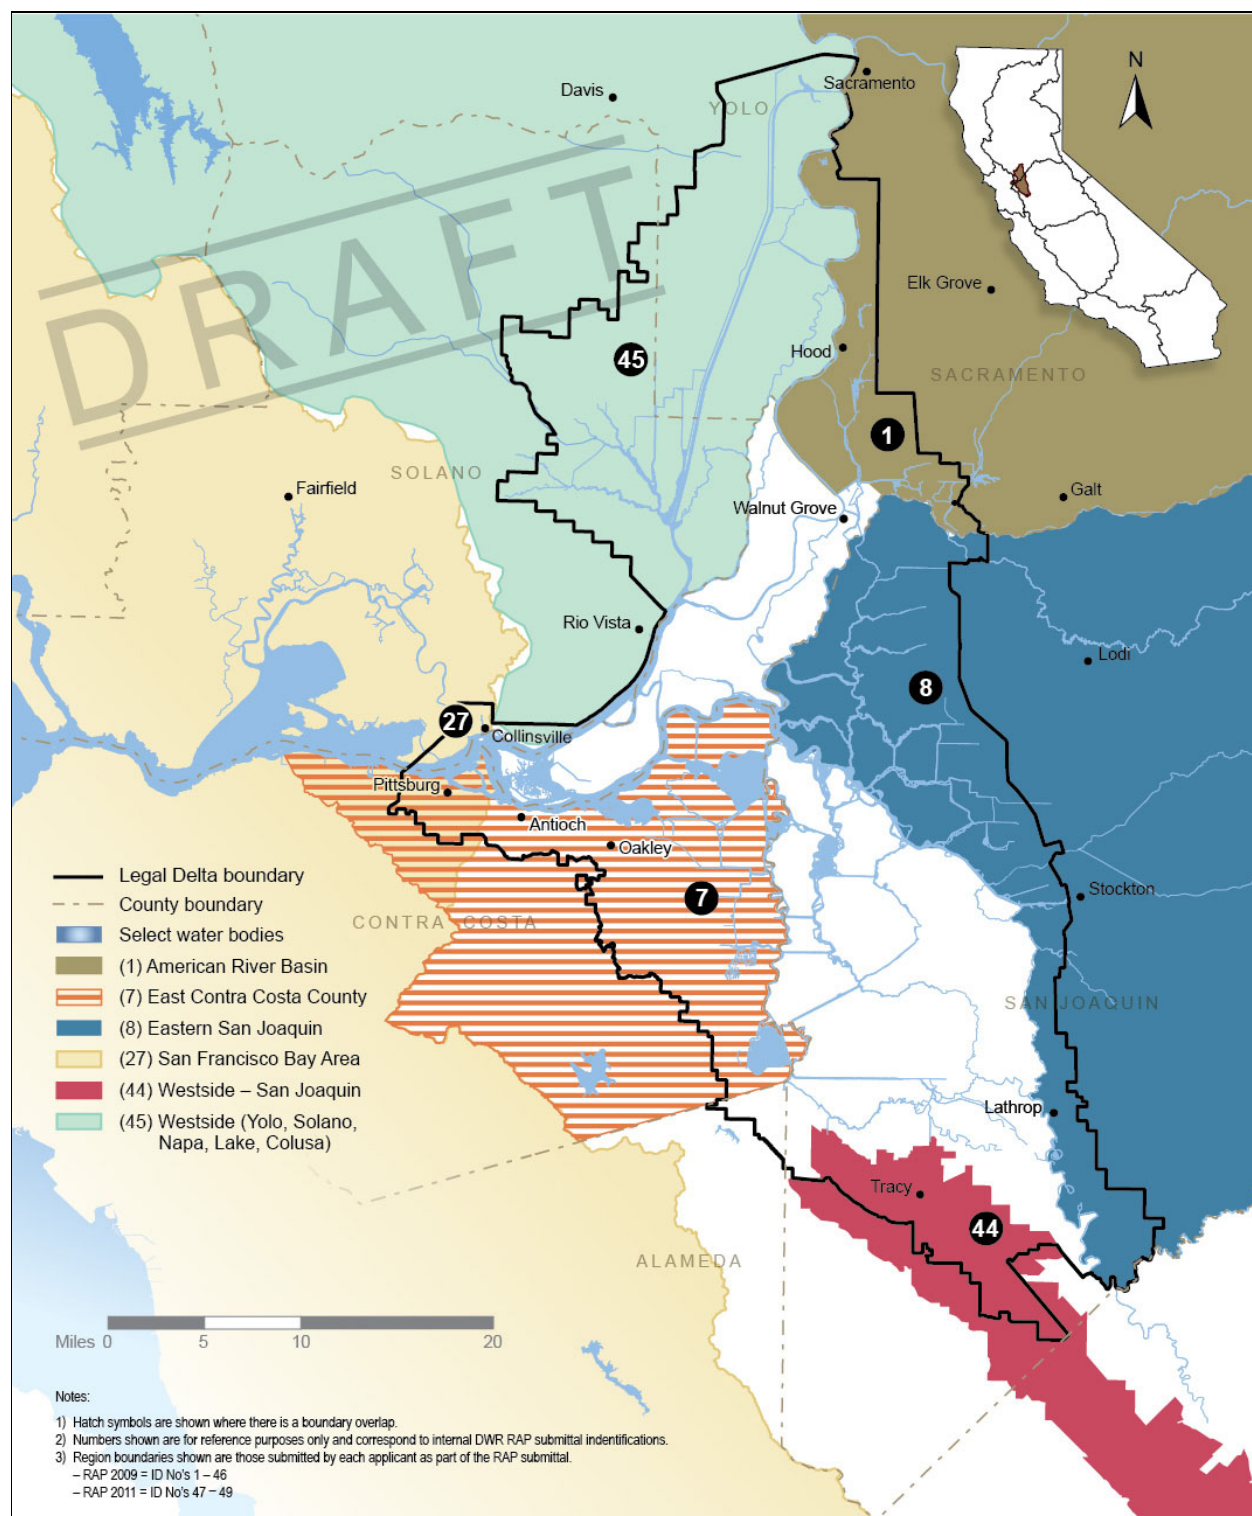 N
Davis
Sacramento
YOLO
DRAFT
Elk Grove
45
Hood
SACRAMENTO
1
SOLANO
Fairfield
Galt
Walnut Grove
Rio Vista
Lodi
8
27
Collinsville
Pittsburg
Antioch
Oakley
Stockton
7
CONTRA COSTA
SAN JOAQUIN
Lathrop
Tracy
44
ALAMEDA
Legal Delta boundary
County boundary
Select water bodies
(1) American River Basin
(7) East Contra Costa County
(8) Eastern San Joaquin
(27) San Francisco Bay Area
(44) Westside – San Joaquin
(45) Westside (Yolo, Solano,
Napa, Lake, Colusa)
Miles 0 5 10 20
Notes:
1) Hatch symbols are shown where there is a boundary overlap.
2) Numbers shown are for reference purposes only and correspond to internal DWR RAP submittal indentifications.
3) Region boundaries shown are those submitted by each applicant as part of the RAP submittal.
– RAP 2009 = ID No's 1 – 46
– RAP 2011 = ID No's 47 – 49